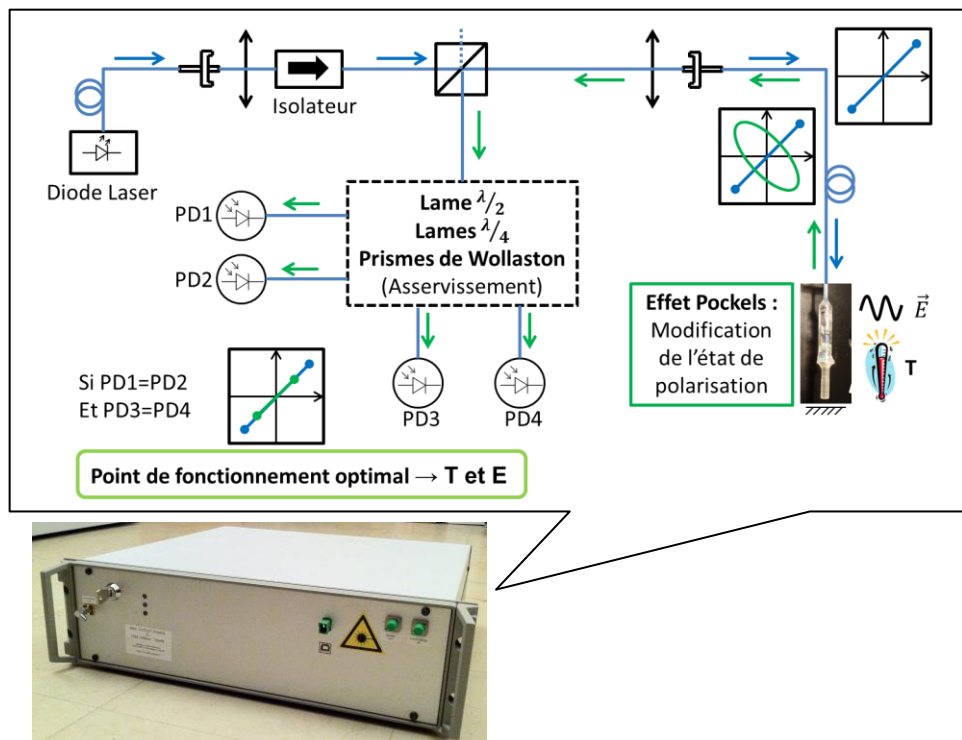 Isolateur
Diode Laser
PD1
PD2
Lame λ/2
Lames λ/4
Prismes de Wollaston
(Asservissement)
PD3
PD4
Effet Pockels :
Modification
de l'état de
polarisation
E⃗
T
Si PD1=PD2
Et PD3=PD4
Point de fonctionnement optimal → T et E